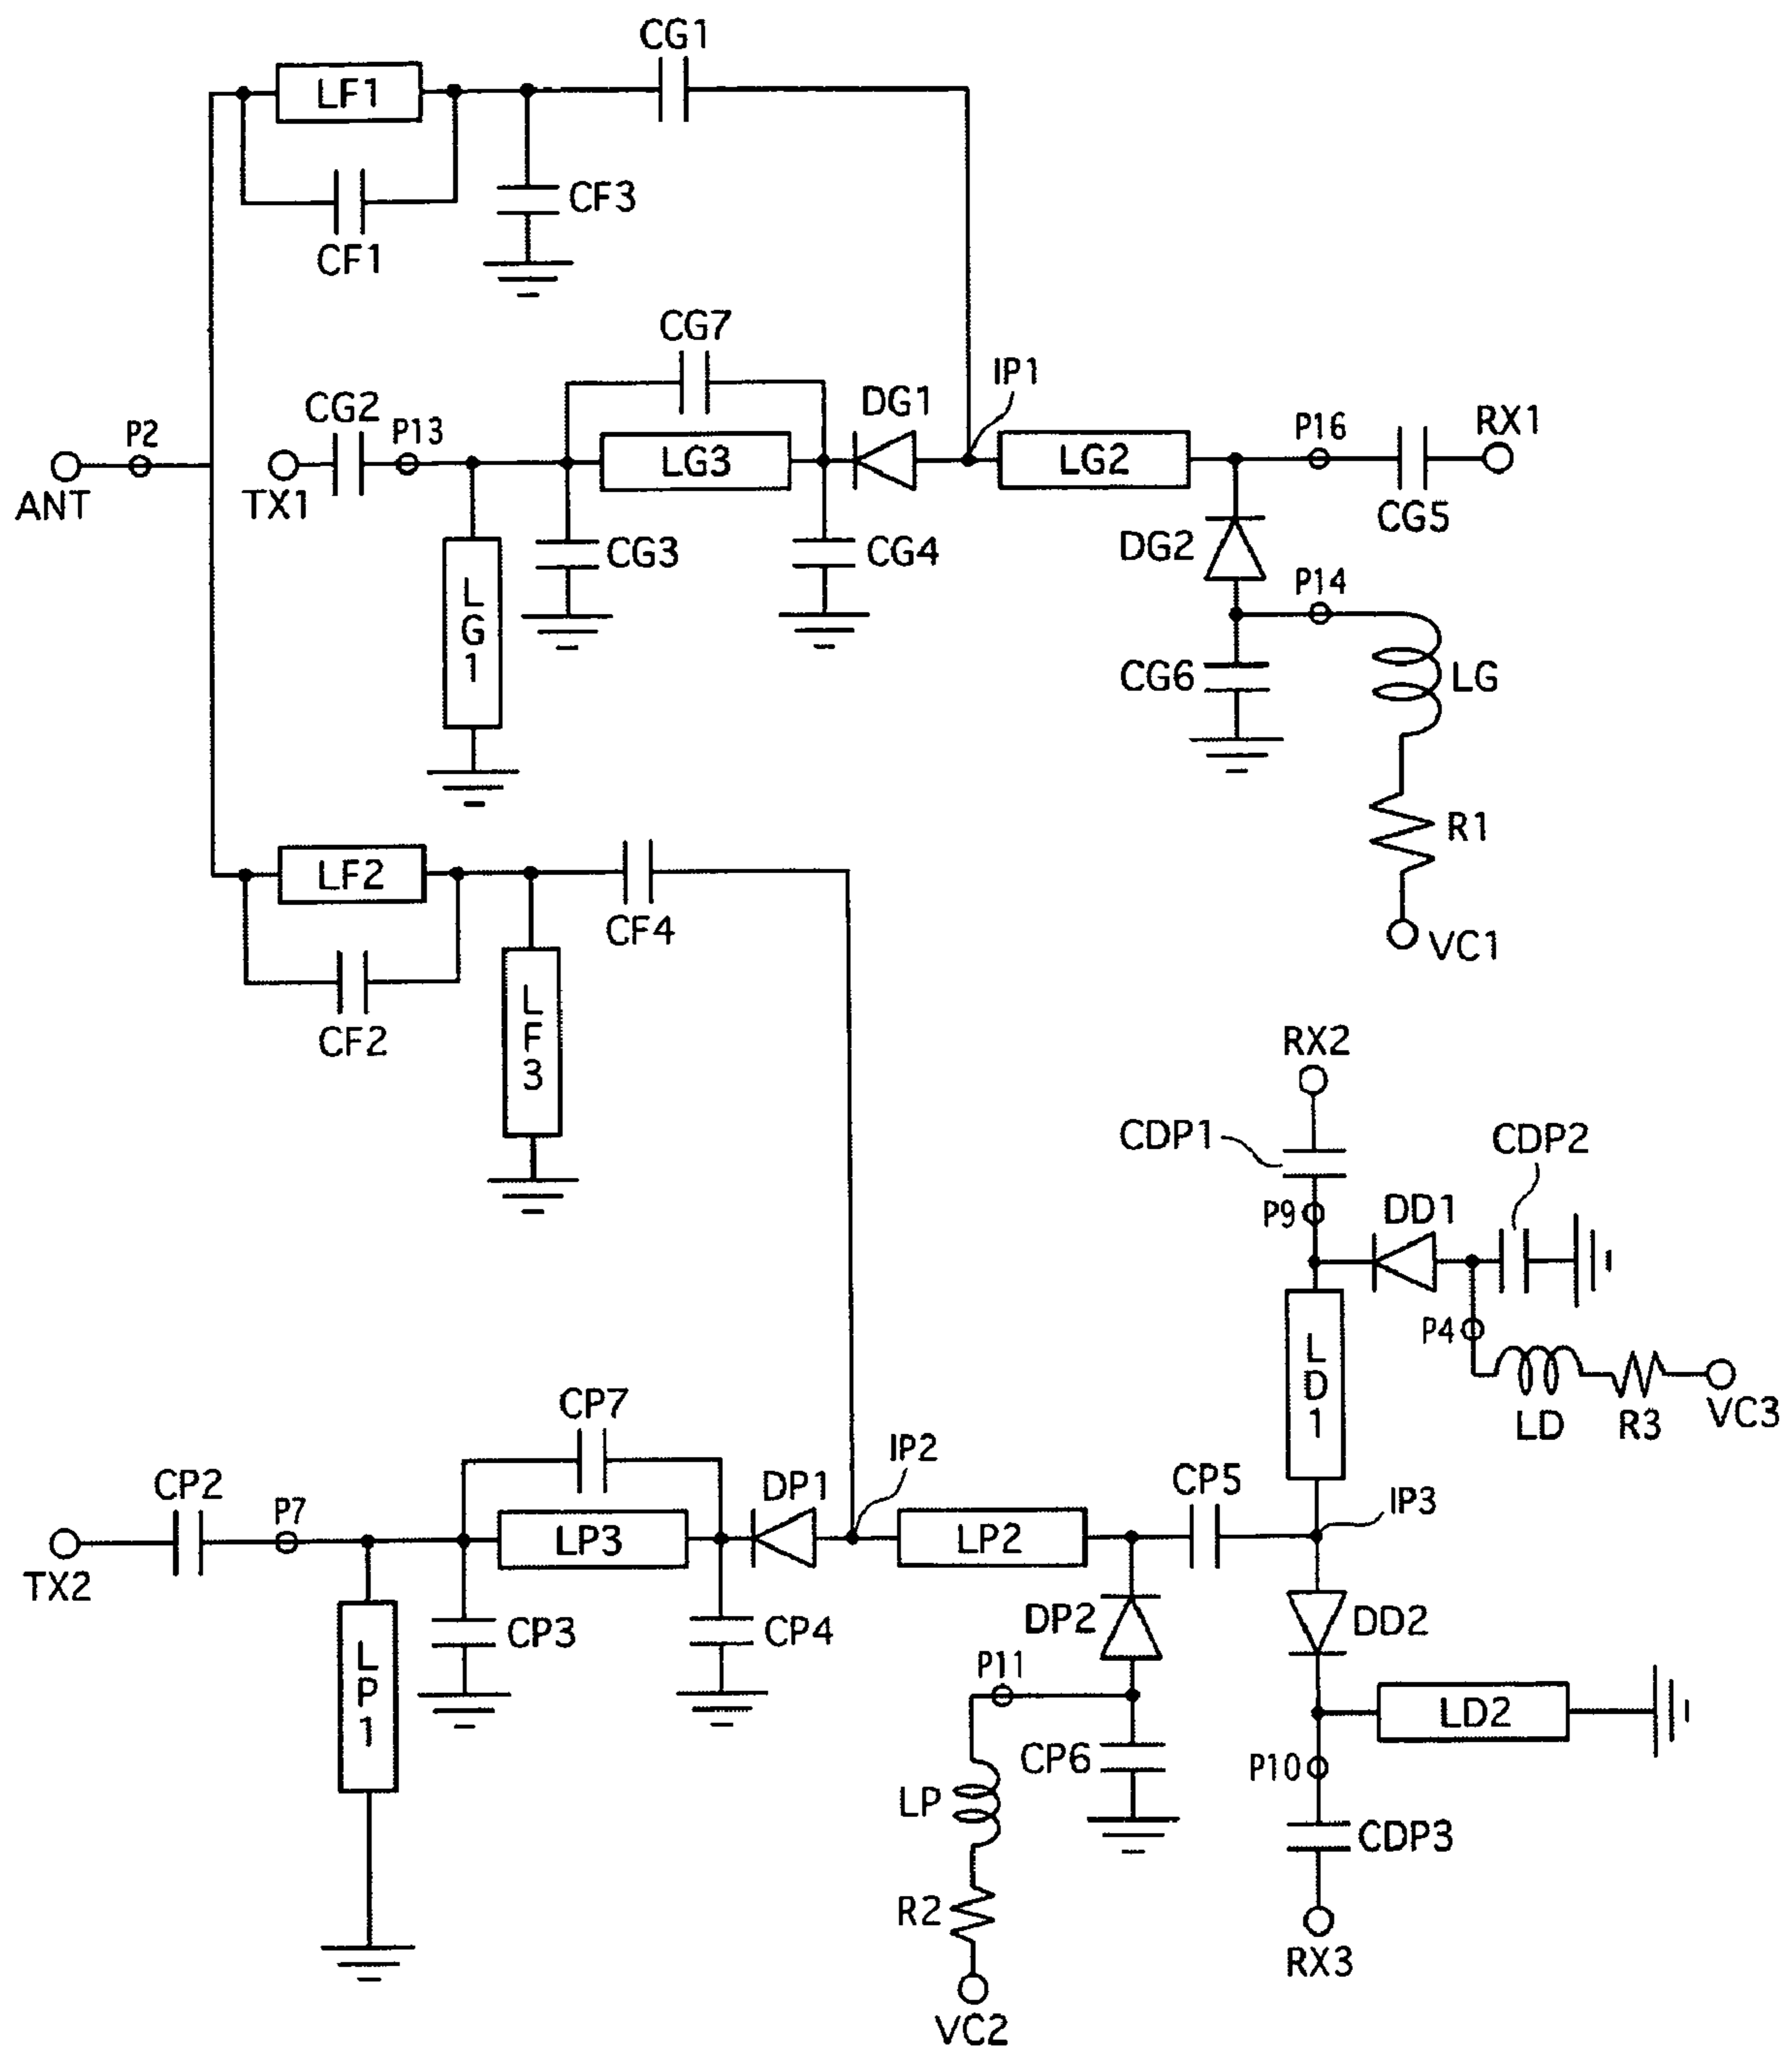 CG1
LF1
CF3
CF1
CG7
IP1
DG1
CG2
RX1
P2
P13
P16
LG3
LG2
ANT
TX1
CG5
DG2
CG3
CG4
P14
LG1
CG6
LG
R1
LF2
CF4
VC1
LF3
CF2
RX2
CDP1
CDP2
P9
DD1
P4
LD1
CP7
LD
R3
VC3
IP2
CP2
DP1
CP5
IP3
P7
LP3
LP2
TX2
DP2
DD2
CP3
CP4
LP1
P11
LD2
CP6
P10
LP
CDP3
R2
RX3
VC2